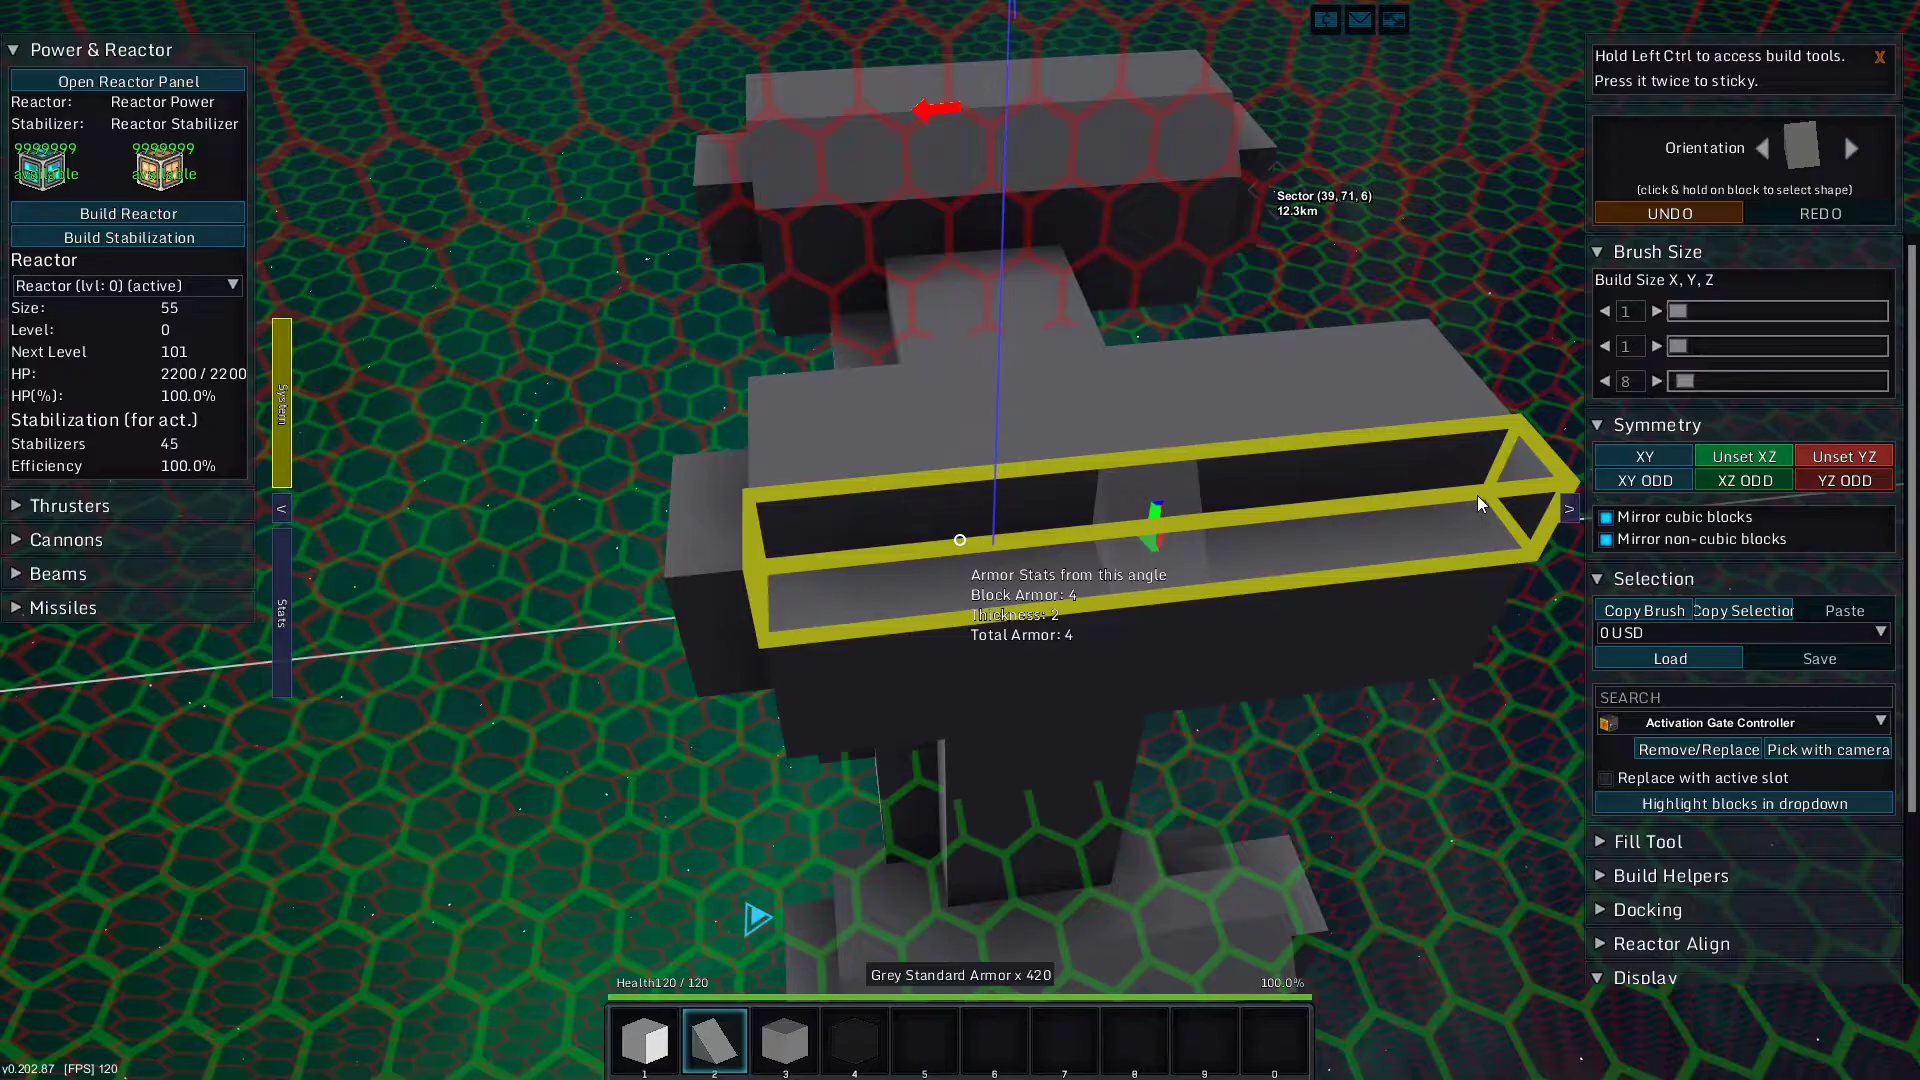 Power & Reactor
Open Reactor Panel
Reactor: Reactor Power
Stabilizer: Reactor Stabilizer
9999999 9999999
available available
Build Reactor
Build Stabilization
Reactor
Reactor (lvl: 0) (active)
Size: 55
Level: 0
Next Level 101
HP: 2200 / 2200
HP(%): 100.0%
Stabilization (for act.)
Stabilizers 45
Efficiency 100.0%
Thrusters
Cannons
Beams
Missiles
System
V
Stats
Sector (39, 71, 6)
12.3km
Armor Stats from this angle
Block Armor: 4
Thickness: 2
Total Armor: 4
Grey Standard Armor x 420
Health120 / 120
100.0%
1 2 3 4 5 6 7 8 9 0
v0.202.87 [FPS] 120
Hold Left Ctrl to access build tools.
X
Press it twice to sticky.
Orientation
(click & hold on block to select shape)
UNDO REDO
Brush Size
Build Size X, Y, Z
1
1
8
Symmetry
XY Unset XZ Unset YZ
XY ODD XZ ODD YZ ODD
V
Mirror cubic blocks
Mirror non-cubic blocks
Selection
Copy Brush Copy Selection Paste
0 USD
Load Save
SEARCH
Activation Gate Controller
Remove/Replace Pick with camera
Replace with active slot
Highlight blocks in dropdown
Fill Tool
Build Helpers
Docking
Reactor Align
Display